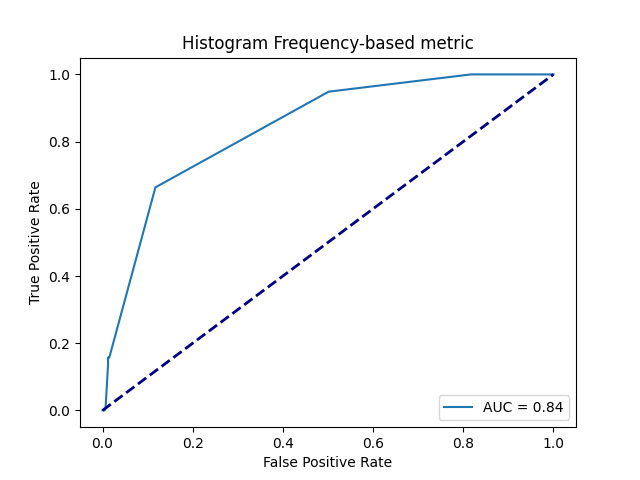 Histogram Frequency-based metric
1.0
0.8
0.6
0.4
0.2
0.0
True Positive Rate
0.0 0.2 0.4 0.6 0.8 1.0
False Positive Rate
AUC = 0.84